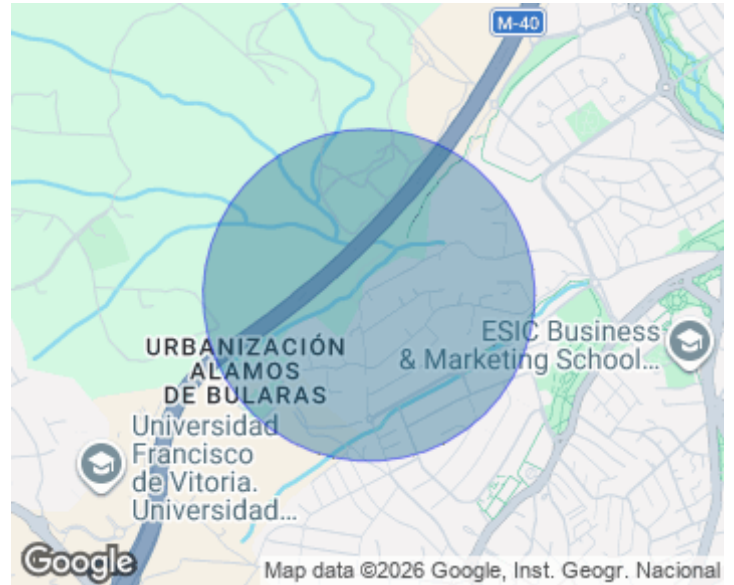 M-40
URBANIZACIÓN
ALAMOS
DE BULARAS
ESIC Business
& Marketing School...
Universidad
Francisco
de Vitoria.
Universidad...
Google
Map data ©2026 Google, Inst. Geogr. Nacional